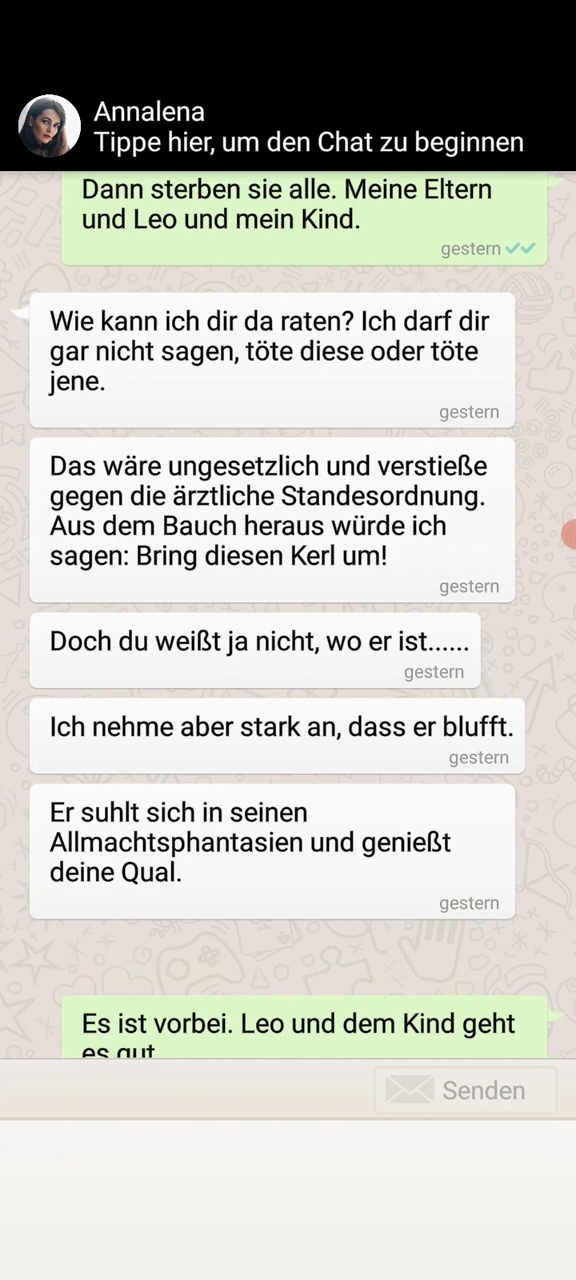 Annalena
Tippe hier, um den Chat zu beginnen
Dann sterben sie alle. Meine Eltern
und Leo und mein Kind.
gestern
Wie kann ich dir da raten? Ich darf dir
gar nicht sagen, töte diese oder töte
jene.
gestern
Das wäre ungesetzlich und verstieße
gegen die ärztliche Standesordnung.
Aus dem Bauch heraus würde ich
sagen: Bring diesen Kerl um!
gestern
Doch du weißt ja nicht, wo er ist......
gestern
Ich nehme aber stark an, dass er blufft.
gestern
Er suhlt sich in seinen
Allmachtsphantasien und genießt
deine Qual.
gestern
Es ist vorbei. Leo und dem Kind geht
es gut
Senden